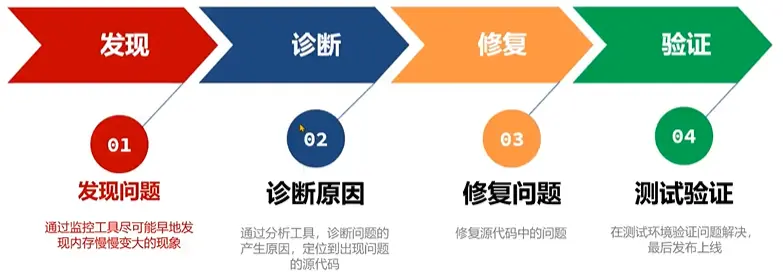 发现
诊断
修复
验证
01
02
03
04
发现问题
诊断原因
修复问题
测试验证
通过监控工具尽可能早地发
现内存慢慢变大的现象
通过分析工具，诊断问题的
产生原因，定位到出现问题
的源代码
修复源代码中的问题
在测试环境验证问题解决，
最后发布上线